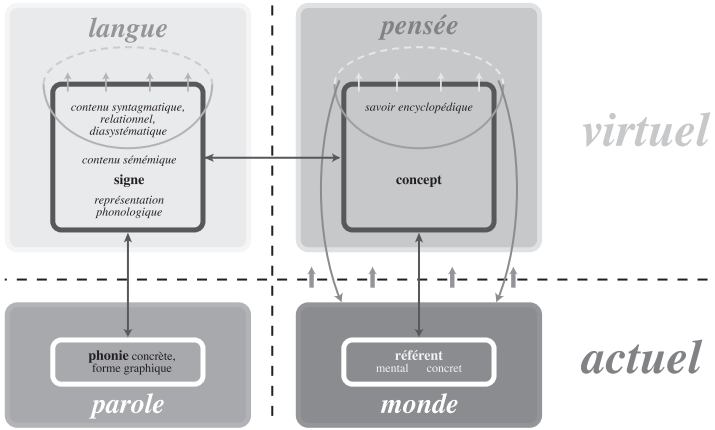 langue
contenu syntagmatique,
relationnel,
diasystématique
contenu sémémique
signe
représentation
phonologique
pensée
savoir encyclopédique
concept
virtuel
phonie concrète,
forme graphique
parole
référent
mental concret
monde
actuel